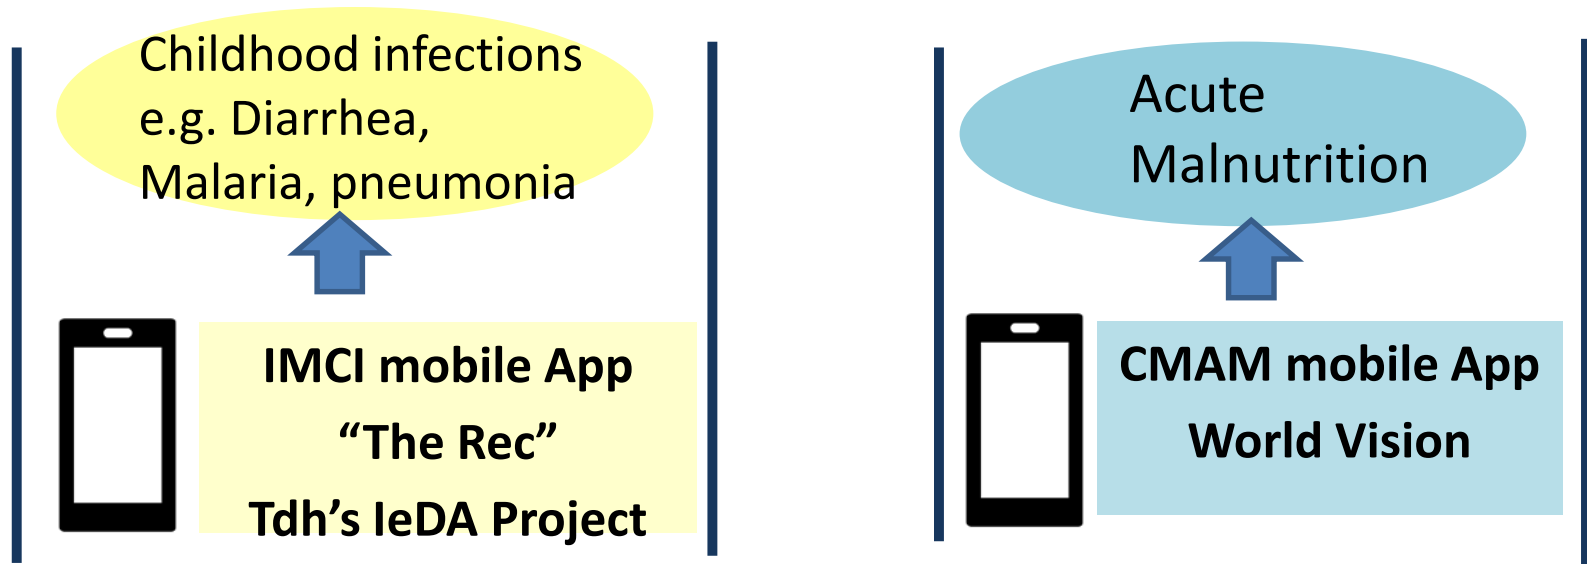 Childhood infections
e.g. Diarrhea,
Malaria, pneumonia
IMCI mobile App
“The Rec”
Tdh’s IeDA Project
Acute
Malnutrition
CMAM mobile App
World Vision